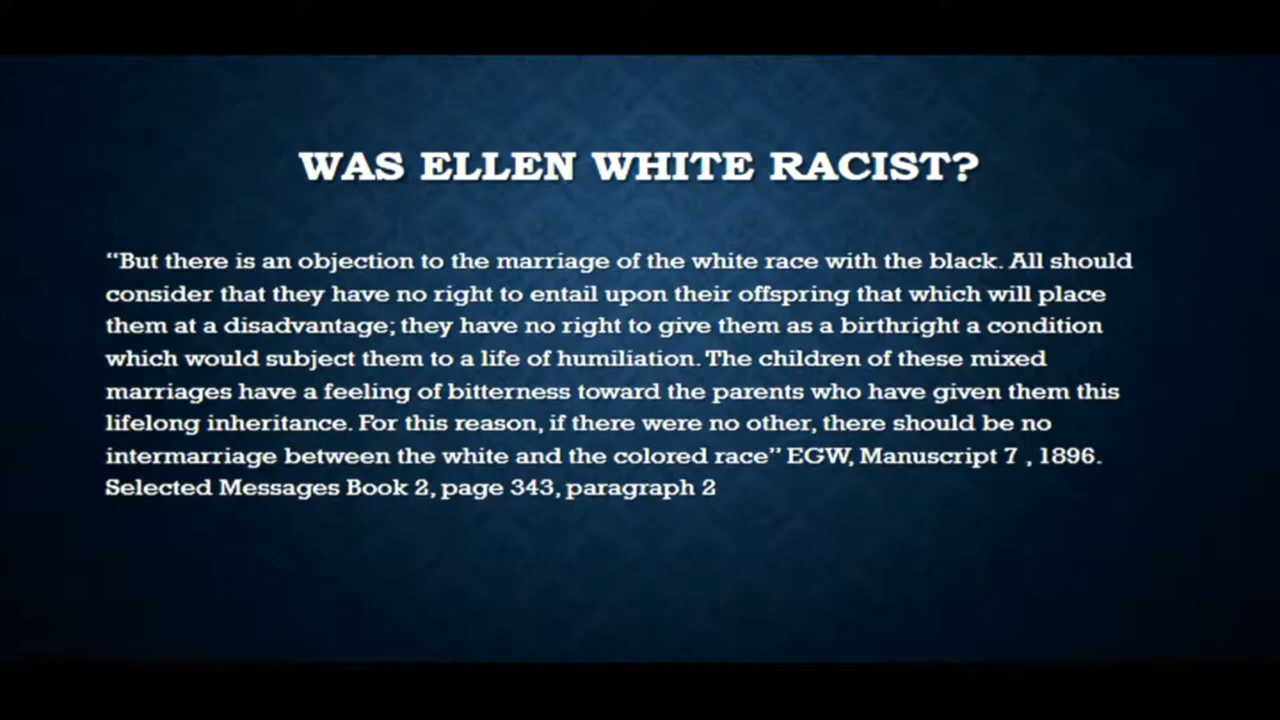 WAS ELLEN WHITE RACIST?
“But there is an objection to the marriage of the white race with the black. All should
consider that they have no right to entail upon their offspring that which will place
them at a disadvantage; they have no right to give them as a birthright a condition
which would subject them to a life of humiliation. The children of these mixed
marriages have a feeling of bitterness toward the parents who have given them this
lifelong inheritance. For this reason, if there were no other, there should be no
intermarriage between the white and the colored race” EGW, Manuscript 7 , 1896.
Selected Messages Book 2, page 343, paragraph 2